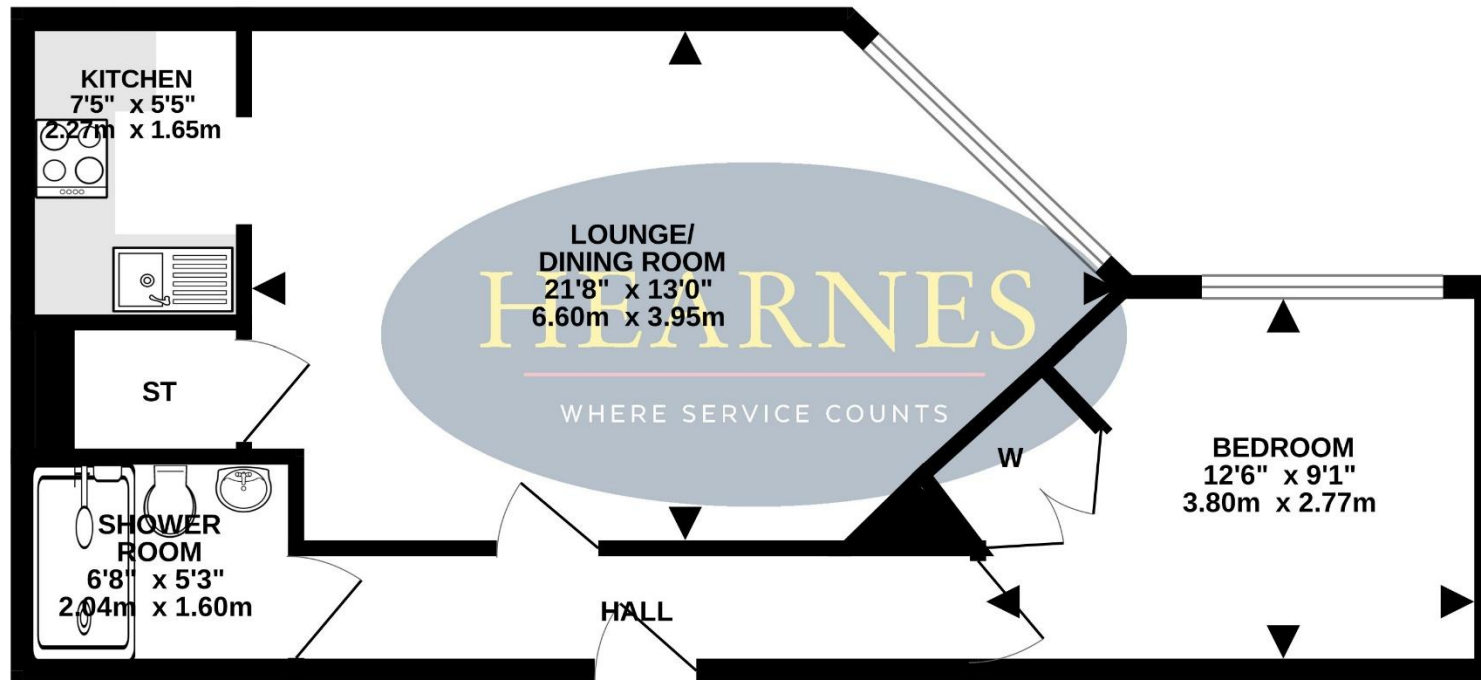 KITCHEN
7'5" x 5'5"
2.27m x 1.65m
LOUNGE/
DINING ROOM
21'8" x 13'0"
6.60m x 3.95m
HEARNES
WHERE SERVICE COUNTS
ST
W
BEDROOM
12'6" x 9'1"
3.80m x 2.77m
SHOWER
ROOM
6'8" x 5'3"
2.04m x 1.60m
HALL